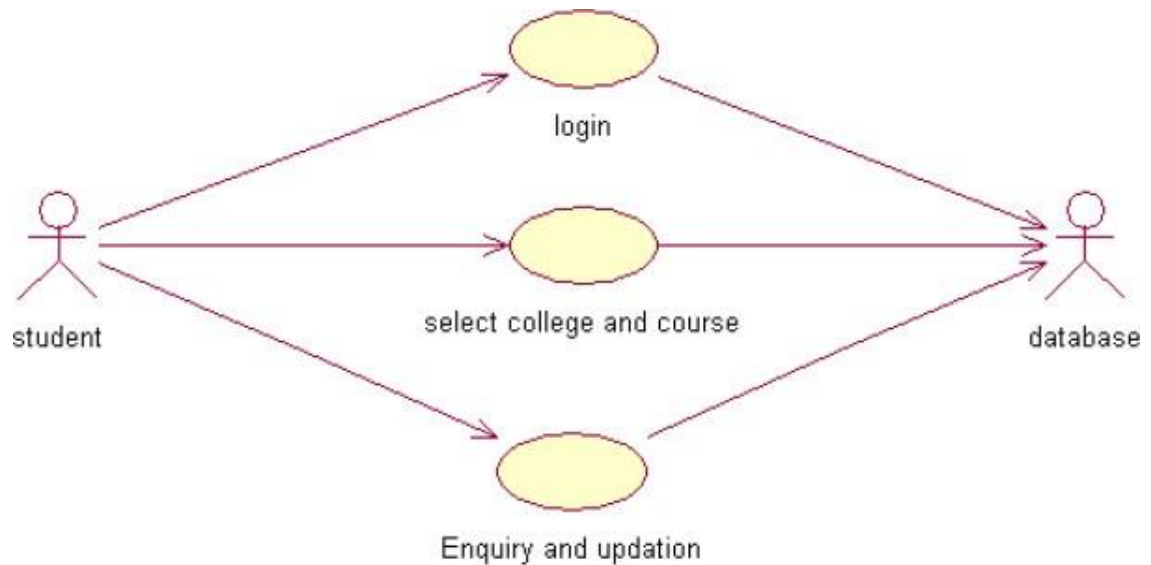 login
student
select college and course
database
Enquiry and updation